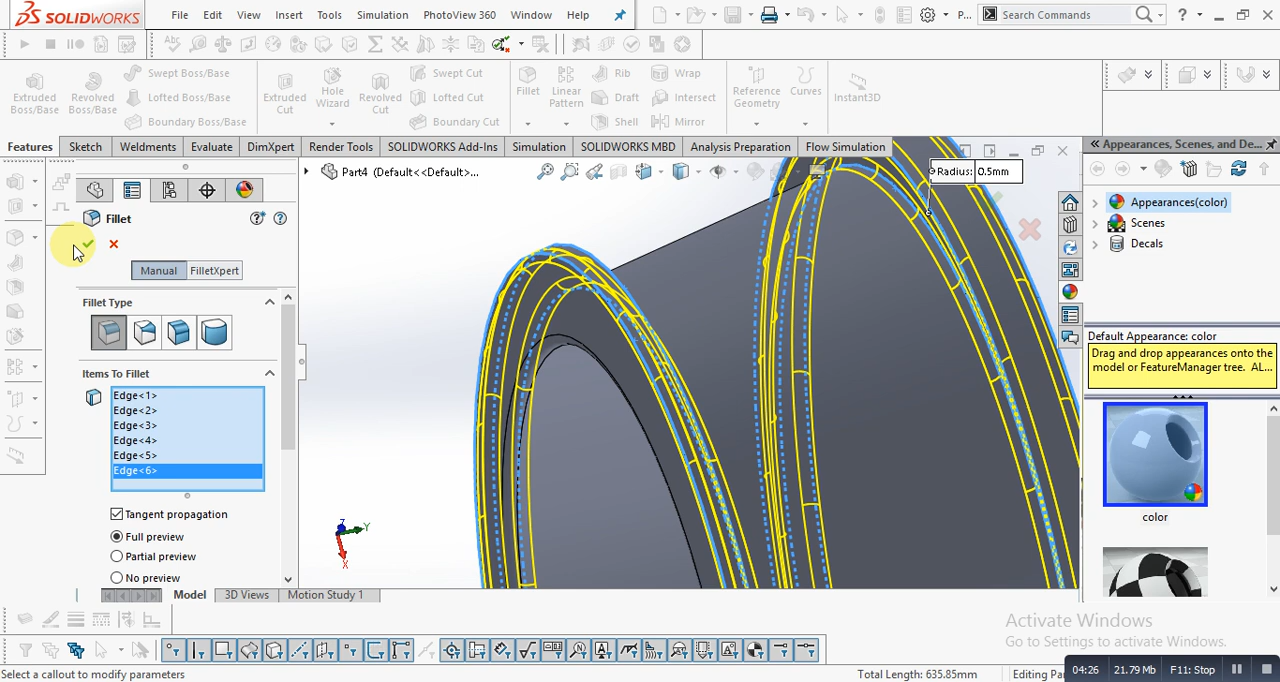 SOLIDWORKS
File Edit View Insert Tools Simulation PhotoView 360 Window Help
P...
Search Commands
?
Extruded Boss/Base
Revolved Boss/Base
Swept Boss/Base
Lofted Boss/Base
Boundary Boss/Base
Extruded Cut
Hole Wizard
Revolved Cut
Swept Cut
Lofted Cut
Boundary Cut
Fillet
Linear Pattern
Rib
Draft
Shell
Wrap
Intersect
Mirror
Reference Geometry
Curves
Instant3D
Features Sketch Weldments Evaluate DimXpert Render Tools SOLIDWORKS Add-Ins Simulation SOLIDWORKS MBD Analysis Preparation Flow Simulation
Appearances, Scenes, and De...
Part4 (Default<<Default>...
Radius: 0.5mm
Fillet
Manual FilletXpert
Fillet Type
Items To Fillet
Edge<1>
Edge<2>
Edge<3>
Edge<4>
Edge<5>
Edge<6>
Tangent propagation
Full preview
Partial preview
No preview
Y
X
Appearances(color)
Scenes
Decals
Default Appearance: color
Drag and drop appearances onto the
model or FeatureManager tree. AL...
color
Model 3D Views Motion Study 1
Activate Windows
Go to Settings to activate Windows.
Select a callout to modify parameters
Total Length: 635.85mm
Editing Pa
04:26 21.79 Mb F11: Stop